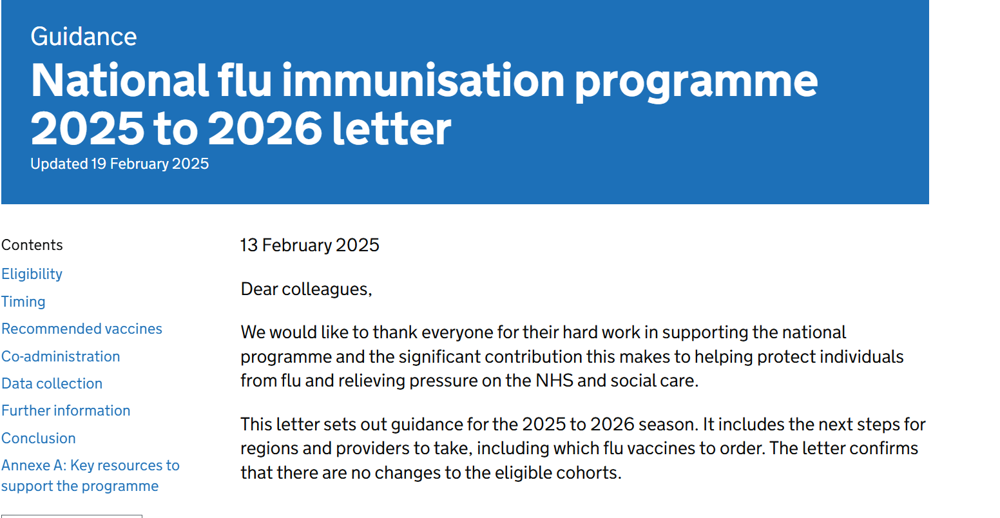 Guidance
National flu immunisation programme
2025 to 2026 letter
Updated 19 February 2025
Contents
Eligibility
Timing
Recommended vaccines
Co-administration
Data collection
Further information
Conclusion
Annexe A: Key resources to
support the programme
13 February 2025
Dear colleagues,
We would like to thank everyone for their hard work in supporting the national
programme and the significant contribution this makes to helping protect individuals
from flu and relieving pressure on the NHS and social care.
This letter sets out guidance for the 2025 to 2026 season. It includes the next steps for
regions and providers to take, including which flu vaccines to order. The letter confirms
that there are no changes to the eligible cohorts.